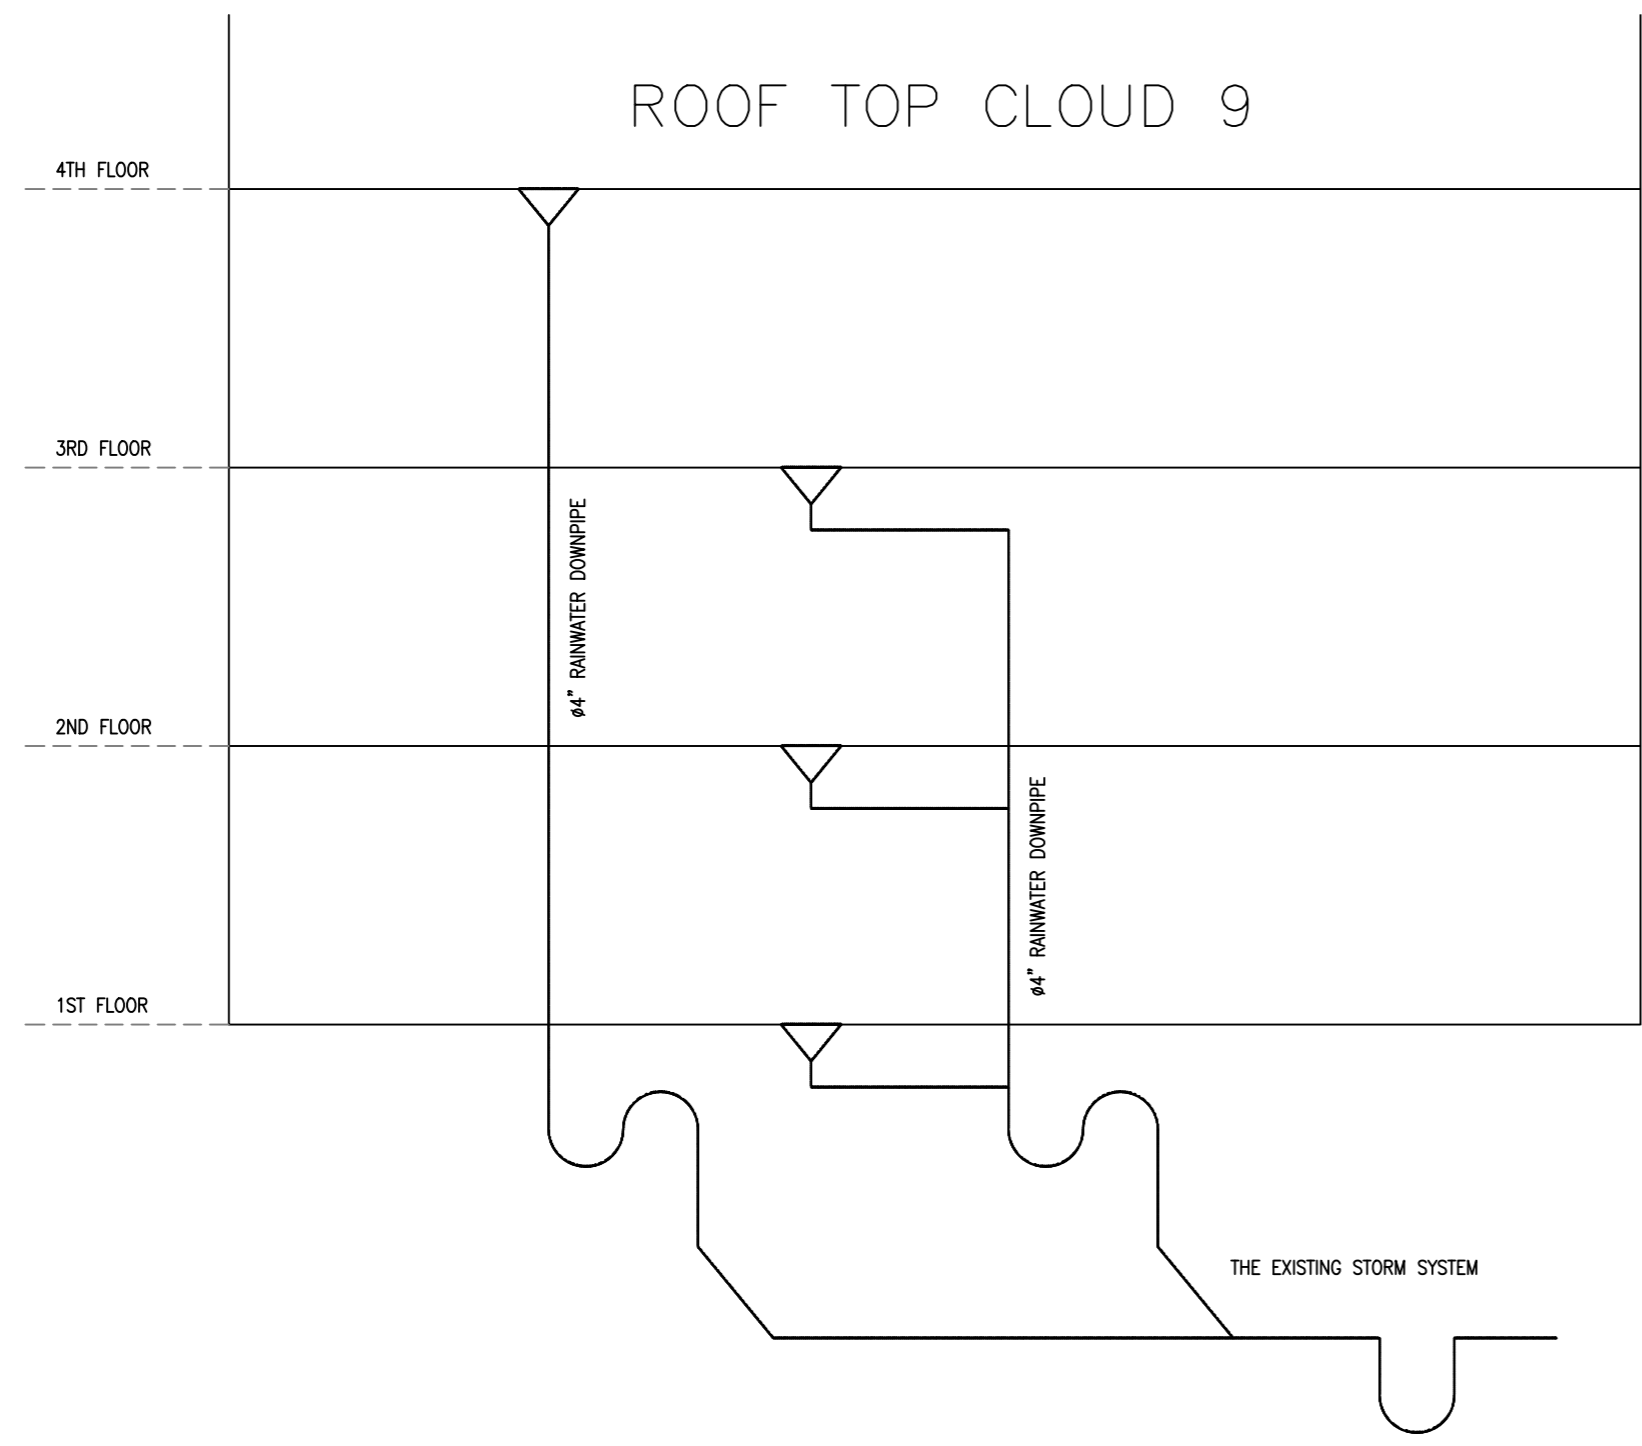 ROOF TOP CLOUD 9
4TH FLOOR
3RD FLOOR
ø4" RAINWATER DOWNPIPE
2ND FLOOR
ø4" RAINWATER DOWNPIPE
1ST FLOOR
THE EXISTING STORM SYSTEM